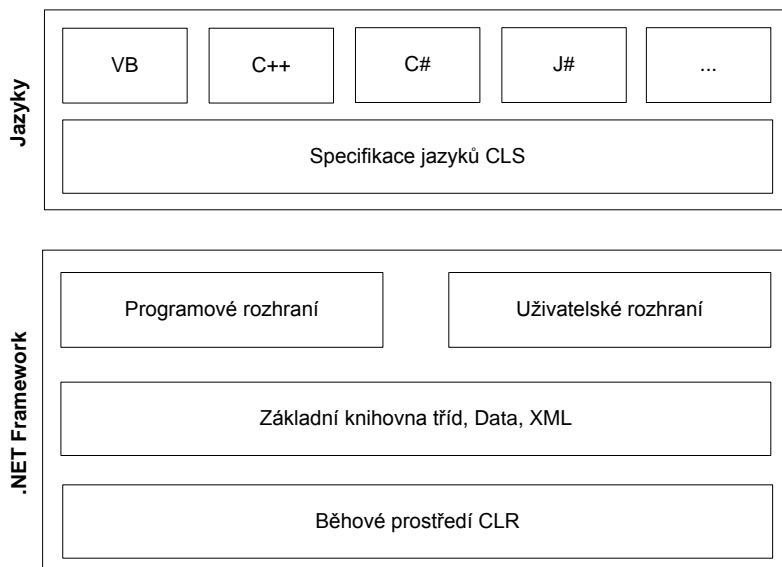 Jazyky
VB
C++
C#
J#
...
Specifikace jazyků CLS
.NET Framework
Programové rozhraní
Uživatelské rozhraní
Základní knihovna tříd, Data, XML
Běhové prostředí CLR